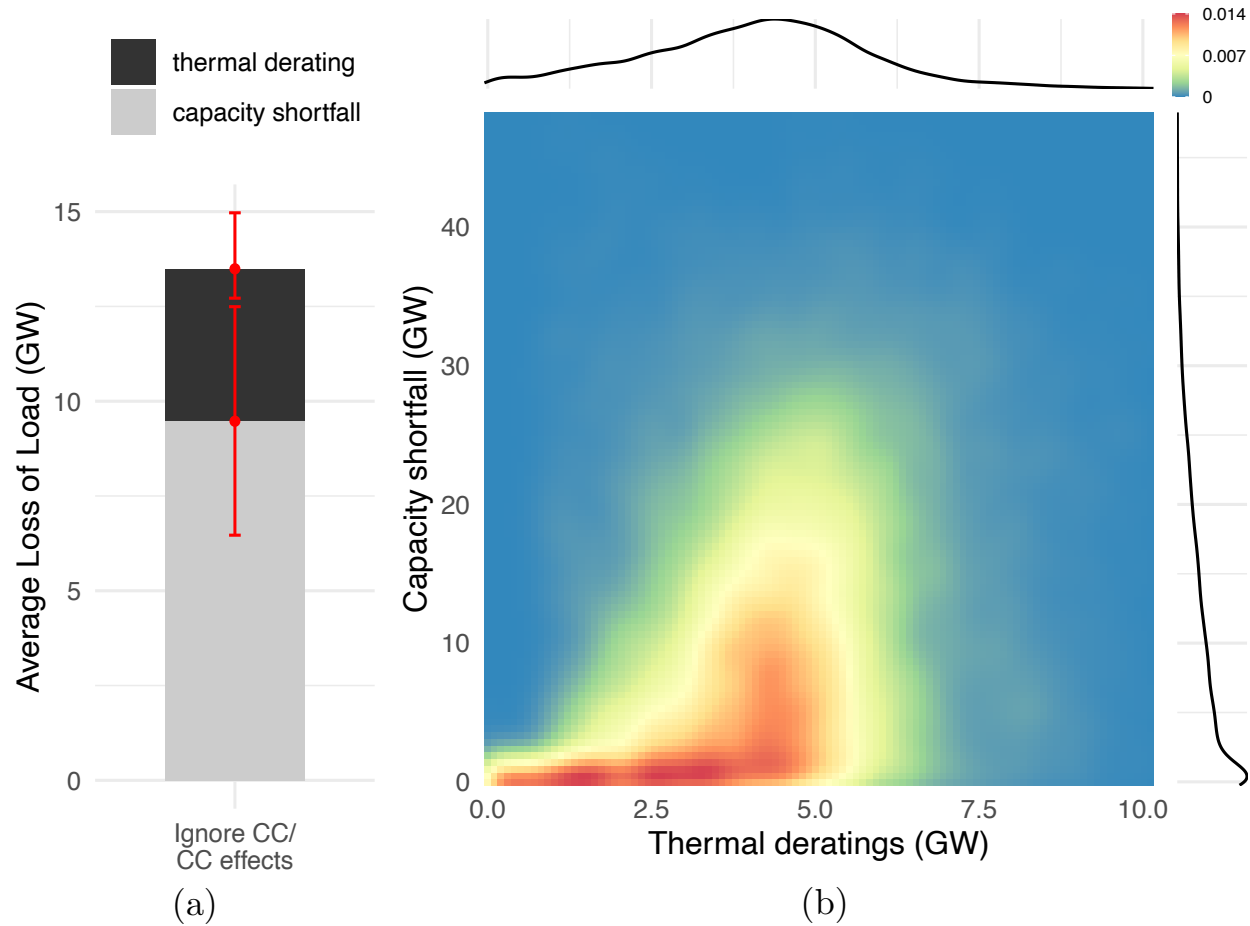 thermal derating
capacity shortfall
Average Loss of Load (GW)
15
10
5
0
Ignore CC/
CC effects
(a)
0.014
0.007
0
Capacity shortfall (GW)
40
30
20
10
0
0.0 2.5 5.0 7.5 10.0
Thermal deratings (GW)
(b)